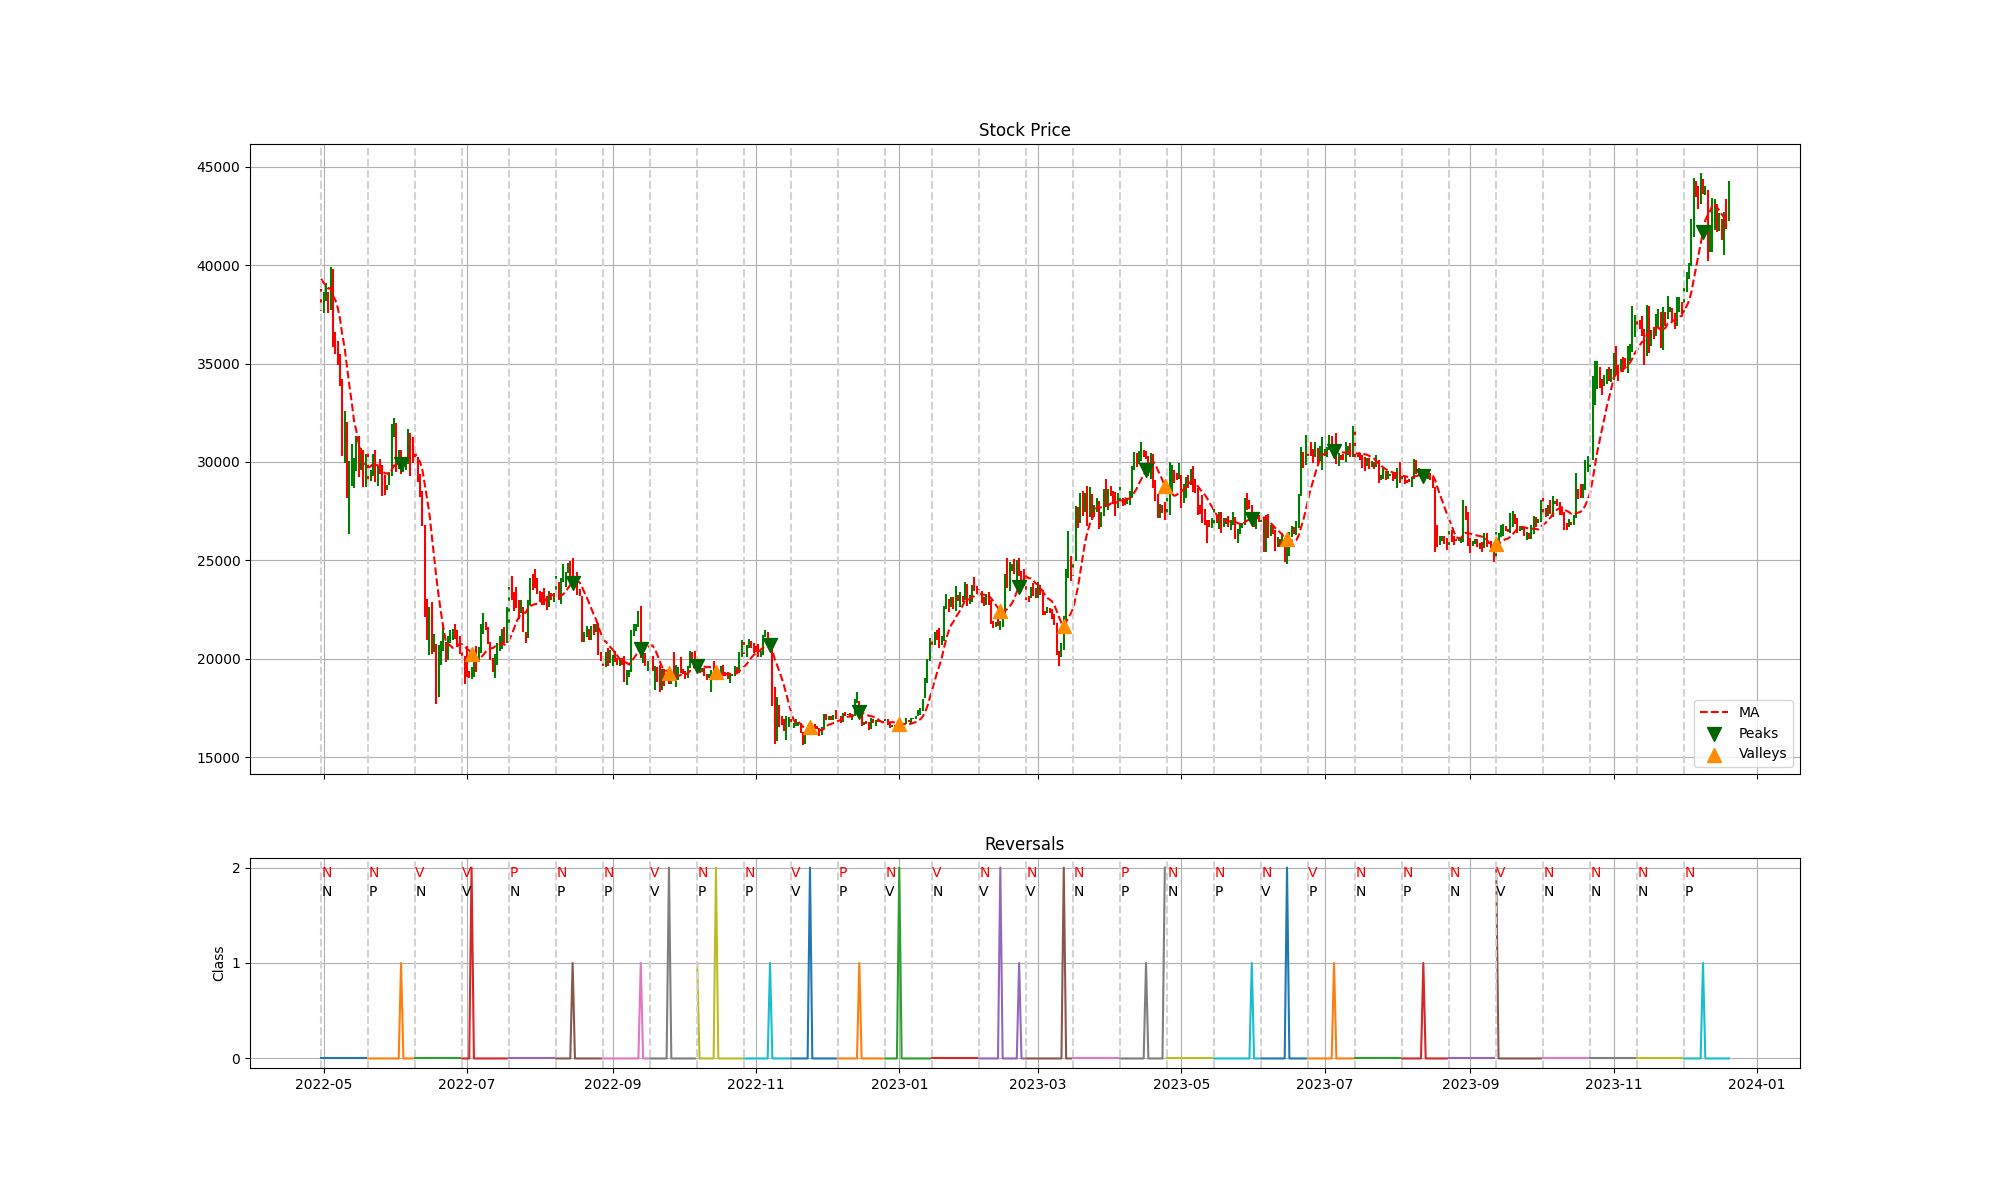 Stock Price
45000
40000
35000
30000
25000
20000
15000
MA
Peaks
Valleys
Reversals
N N V V P N N V N N V P N V N N N P N N N V N N N V N N N N
N P N V N P P V P P V P V N V V N P N P V P N P N V N N N P
2
1
0
Class
2022-05 2022-07 2022-09 2022-11 2023-01 2023-03 2023-05 2023-07 2023-09 2023-11 2024-01